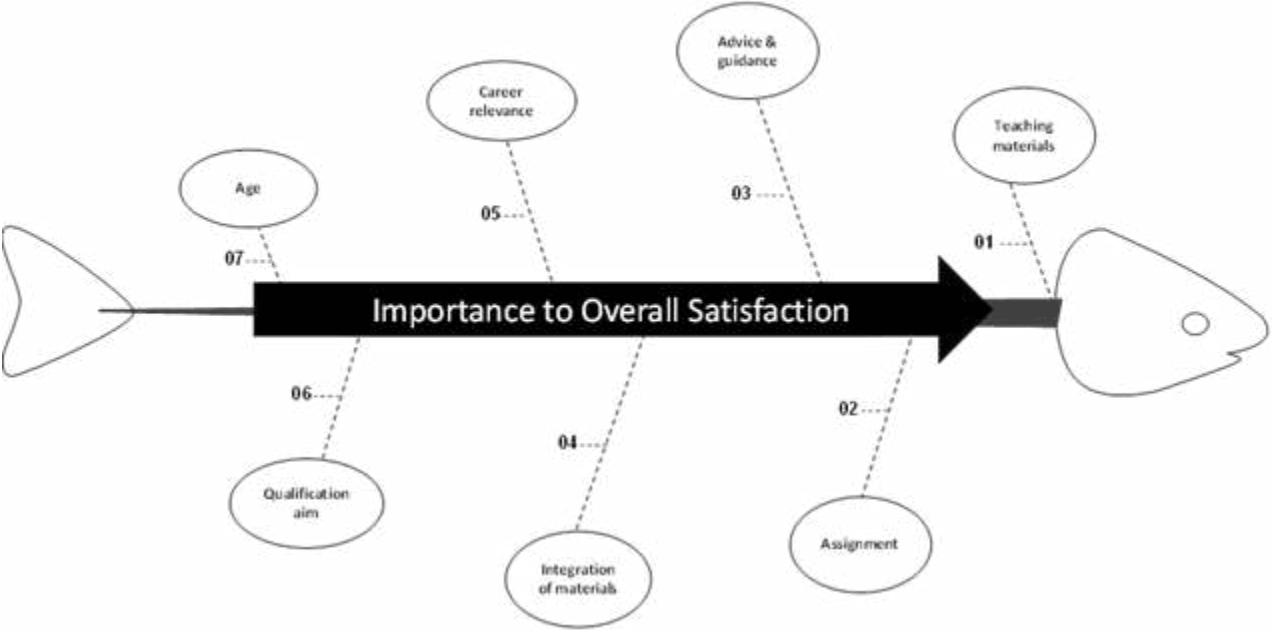 Advice &
guidance
Career
relevance
Teaching
materials
Age
03
05
01
07
Importance to Overall Satisfaction
06
02
04
Qualification
aim
Assignment
Integration
of materials